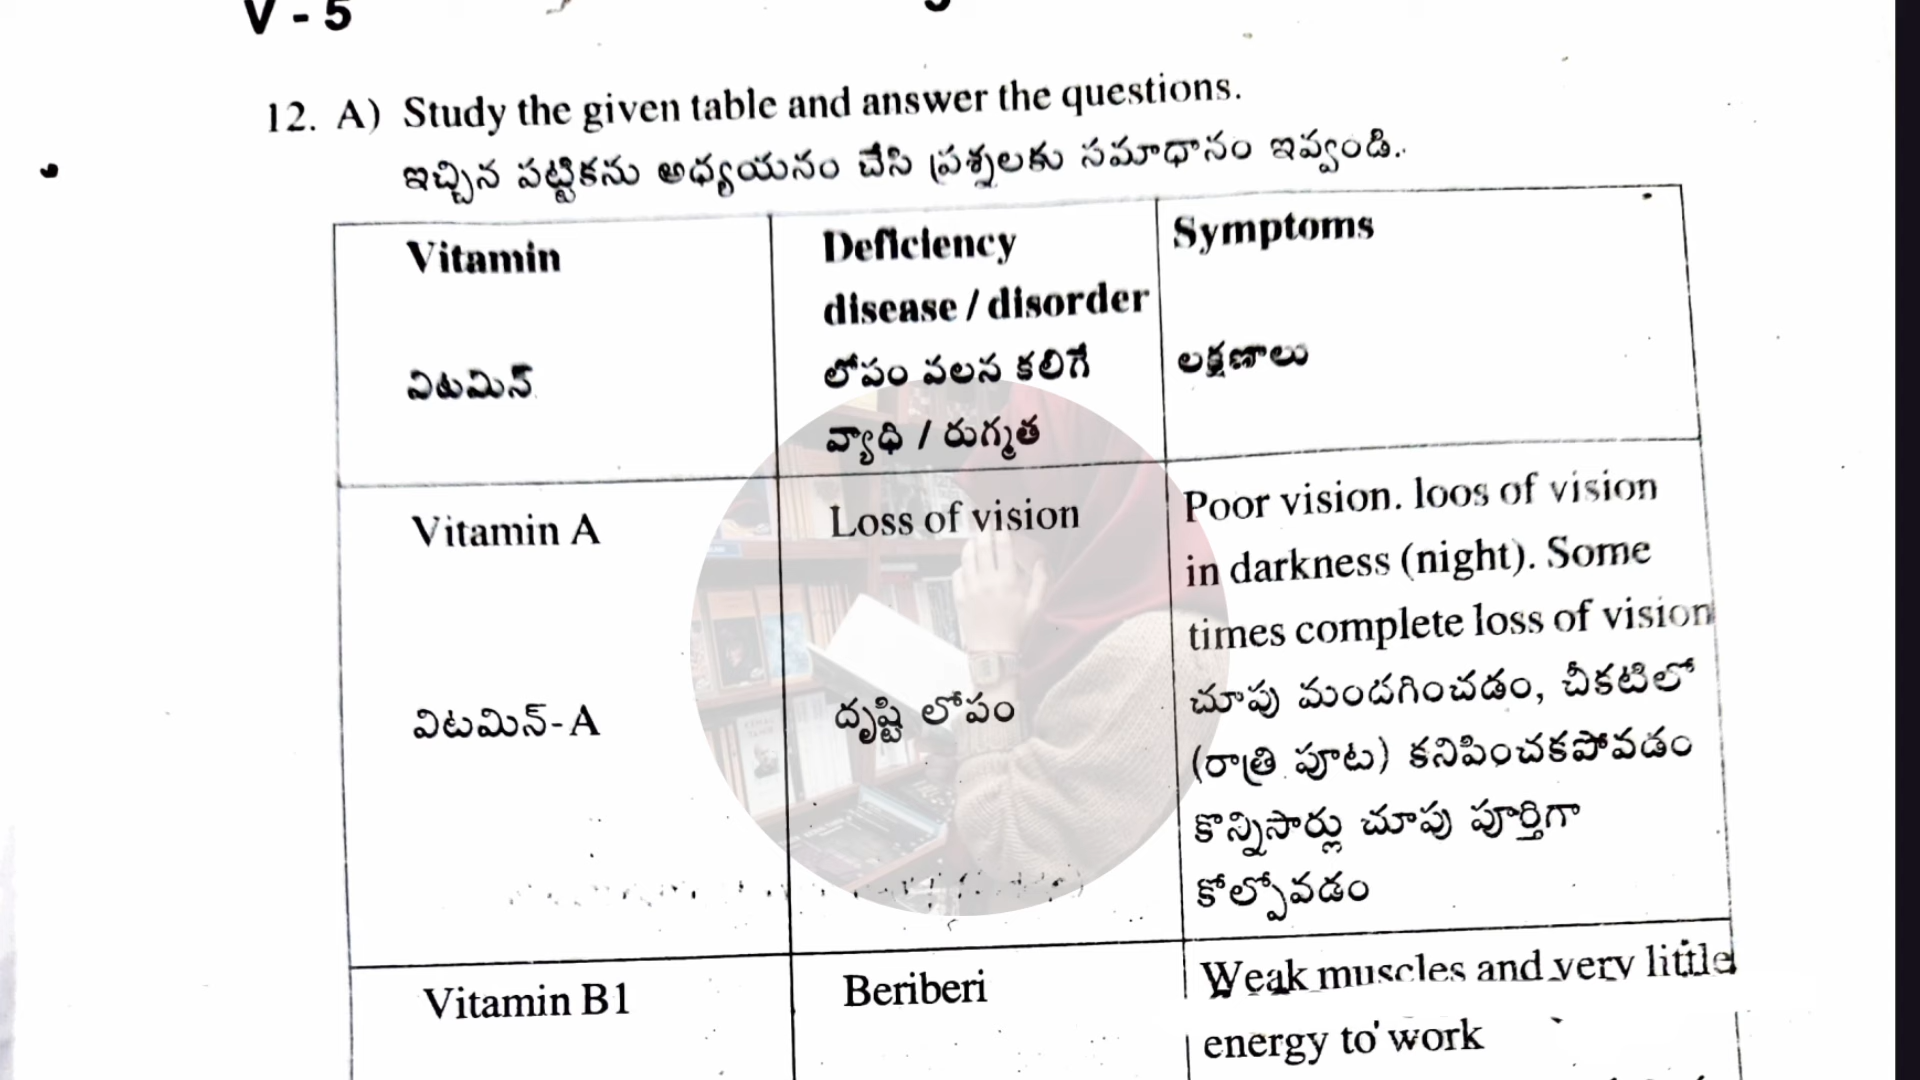 V - 5
12. A) Study the given table and answer the questions.
ఇచ్చిన పట్టికను అధ్యయనం చేసి ప్రశ్నలకు సమాధానం ఇవ్వండి.
Vitamin
విటమిన్
Deficiency
disease / disorder
లోపం వలన కలిగే
వ్యాధి / రుగ్మత
Symptoms
లక్షణాలు
Vitamin A
విటమిన్-A
Loss of vision
దృష్టి లోపం
Poor vision. loos of vision
in darkness (night). Some
times complete loss of vision
చూపు మందగించడం, చీకటిలో
(రాత్రి పూట) కనిపించకపోవడం
కొన్నిసార్లు చూపు పూర్తిగా
కోల్పోవడం
Vitamin B1
Beriberi
Weak muscles and very little
energy to work